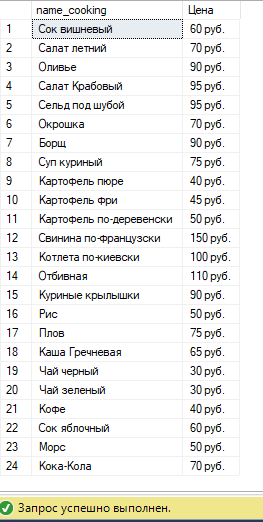 name_cooking Цена
1 Сок вишневый 60 руб.
2 Салат летний 70 руб.
3 Оливье 90 руб.
4 Салат Крабовый 95 руб.
5 Сельд под шубой 95 руб.
6 Окрошка 70 руб.
7 Борщ 90 руб.
8 Суп куриный 75 руб.
9 Картофель пюре 40 руб.
10 Картофель фри 45 руб.
11 Картофель по-деревенски 50 руб.
12 Свинина по-французски 150 руб.
13 Котлета по-киевски 100 руб.
14 Отбивная 110 руб.
15 Куриные крылышки 90 руб.
16 Рис 50 руб.
17 Плов 75 руб.
18 Каша Гречневая 65 руб.
19 Чай черный 30 руб.
20 Чай зеленый 30 руб.
21 Кофе 40 руб.
22 Сок яблочный 60 руб.
23 Морс 50 руб.
24 Кока-Кола 70 руб.
Запрос успешно выполнен.